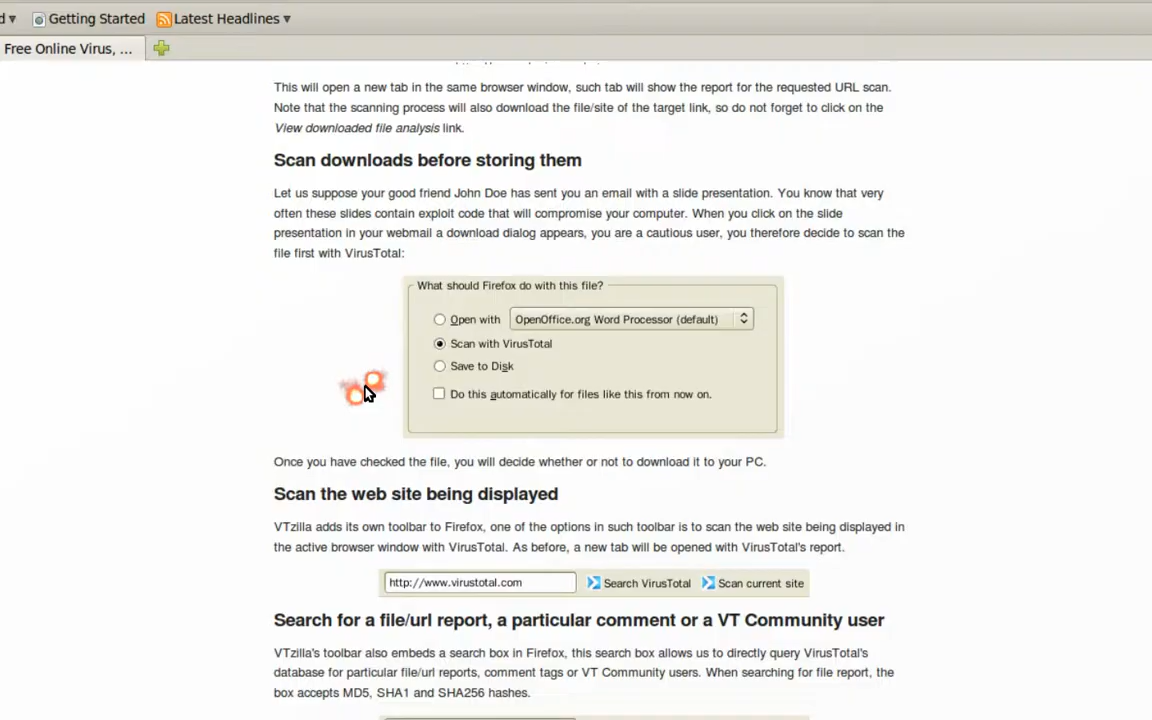 d Getting Started Latest Headlines
Free Online Virus, ...
This will open a new tab in the same browser window, such tab will show the report for the requested URL scan.
Note that the scanning process will also download the file/site of the target link, so do not forget to click on the
View downloaded file analysis link.
Scan downloads before storing them
Let us suppose your good friend John Doe has sent you an email with a slide presentation. You know that very
often these slides contain exploit code that will compromise your computer. When you click on the slide
presentation in your webmail a download dialog appears, you are a cautious user, you therefore decide to scan the
file first with VirusTotal:
What should Firefox do with this file?
Open with OpenOffice.org Word Processor (default)
Scan with VirusTotal
Save to Disk
Do this automatically for files like this from now on.
Once you have checked the file, you will decide whether or not to download it to your PC.
Scan the web site being displayed
VTzilla adds its own toolbar to Firefox, one of the options in such toolbar is to scan the web site being displayed in
the active browser window with VirusTotal. As before, a new tab will be opened with VirusTotal's report.
http://www.virustotal.com Search VirusTotal Scan current site
Search for a file/url report, a particular comment or a VT Community user
VTzilla's toolbar also embeds a search box in Firefox, this search box allows us to directly query VirusTotal's
database for particular file/url reports, comment tags or VT Community users. When searching for file report, the
box accepts MD5, SHA1 and SHA256 hashes.